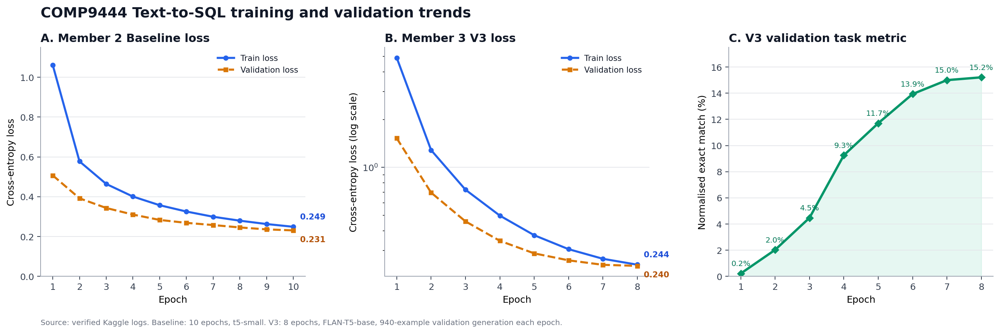 COMP9444 Text-to-SQL training and validation trends
A. Member 2 Baseline loss
Train loss
Validation loss
Cross-entropy loss
1.0
0.8
0.6
0.4
0.2
0.0
0.249
0.231
1 2 3 4 5 6 7 8 9 10
Epoch
B. Member 3 V3 loss
Train loss
Validation loss
Cross-entropy loss (log scale)
10⁰
0.244
0.240
1 2 3 4 5 6 7 8
Epoch
C. V3 validation task metric
Normalised exact match (%)
16
14
12
10
8
6
4
2
0
0.2%
2.0%
4.5%
9.3%
11.7%
13.9%
15.0%
15.2%
1 2 3 4 5 6 7 8
Epoch
Source: verified Kaggle logs. Baseline: 10 epochs, t5-small. V3: 8 epochs, FLAN-T5-base, 940-example validation generation each epoch.